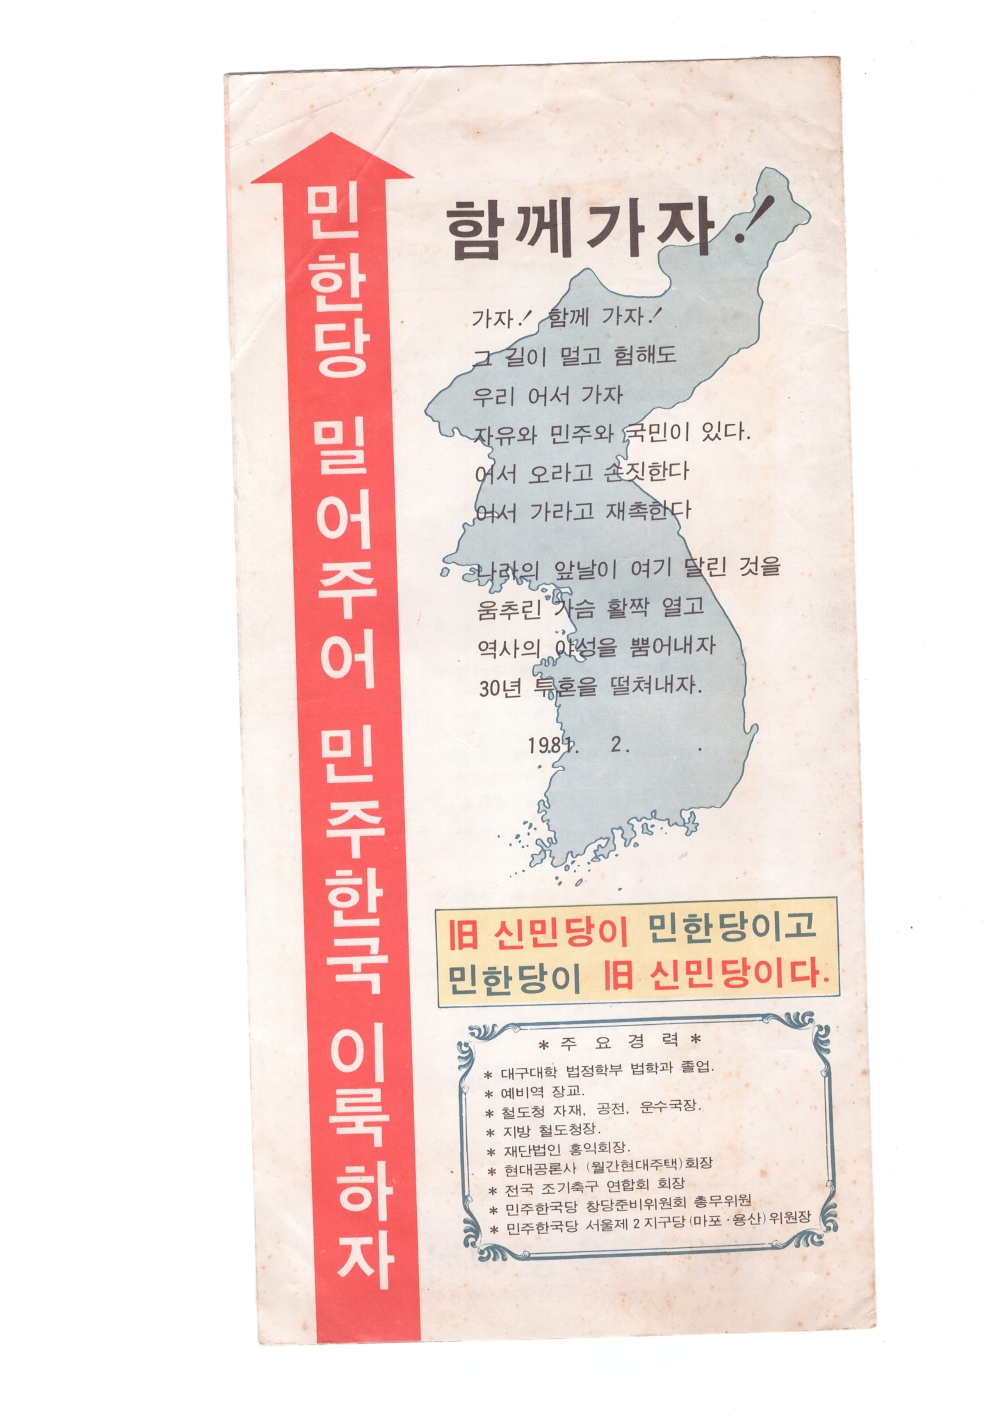 민한당 밀어주어 민주한국 이룩하자
함께가자!
가자! 함께 가자!
그 길이 멀고 험해도
우리 어서 가자
자유와 민주와 국민이 있다.
어서 오라고 손짓한다
어서 가라고 재촉한다
나라의 앞날이 여기 달린 것을
움추린 가슴 활짝 열고
역사의 야성을 뿜어내자
30년 투혼을 떨쳐내자.
1981. 2. .
旧 신민당이 민한당이고
민한당이 旧 신민당이다.
* 주 요 경 력 *
* 대구대학 법정학부 법학과 졸업.
* 예비역 장교.
* 철도청 자재, 공전, 운수국장.
* 지방 철도청장.
* 재단법인 홍익회장.
* 현대공론사 (월간현대주택)회장
* 전국 조기축구 연합회 회장
* 민주한국당 창당준비위원회 총무위원
* 민주한국당 서울제 2 지구당 (마포·용산) 위원장